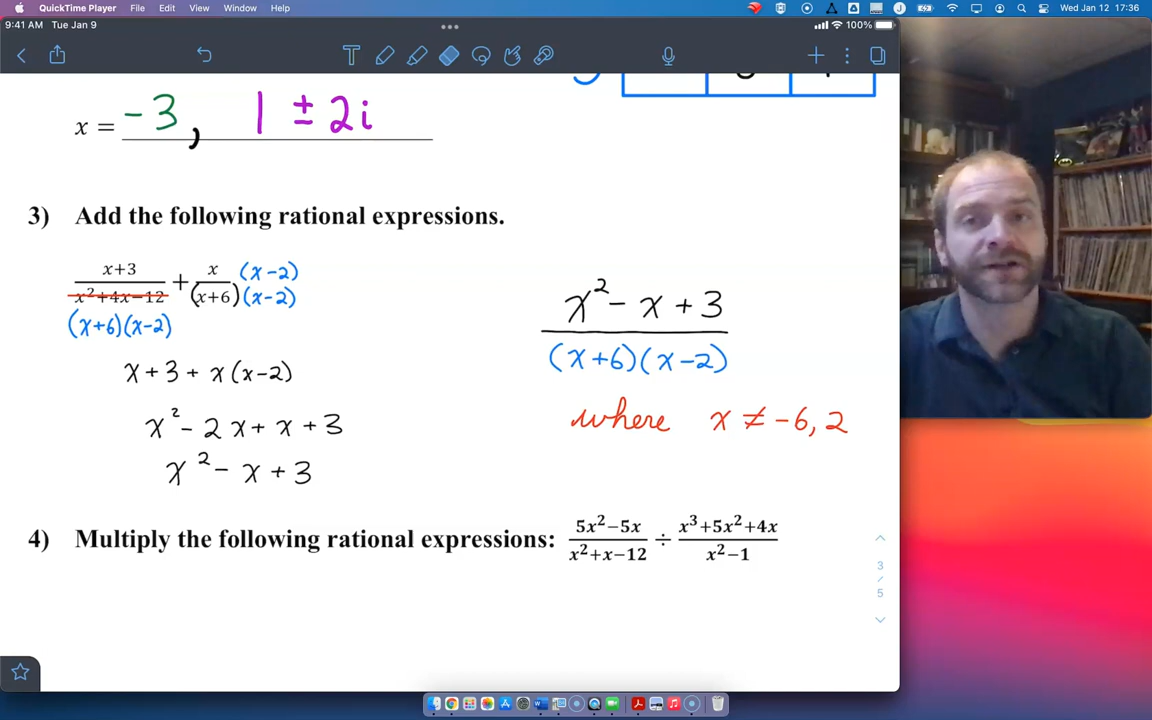 QuickTime Player File Edit View Window Help Wed Jan 12 17:36
9:41 AM Tue Jan 9 100%
x = -3, 1 ± 2i
3) Add the following rational expressions.
x+3 / x²+4x−12 + x / (x+6) (x-2) / (x-2)
(x+6)(x-2)
x+3 + x(x-2)
x² - 2x + x + 3
x² - x + 3
x² - x + 3
(x+6)(x-2)
where x ≠ -6, 2
4) Multiply the following rational expressions: 5x²−5x / x²+x−12 ÷ x³+5x²+4x / x²−1
3 / 5